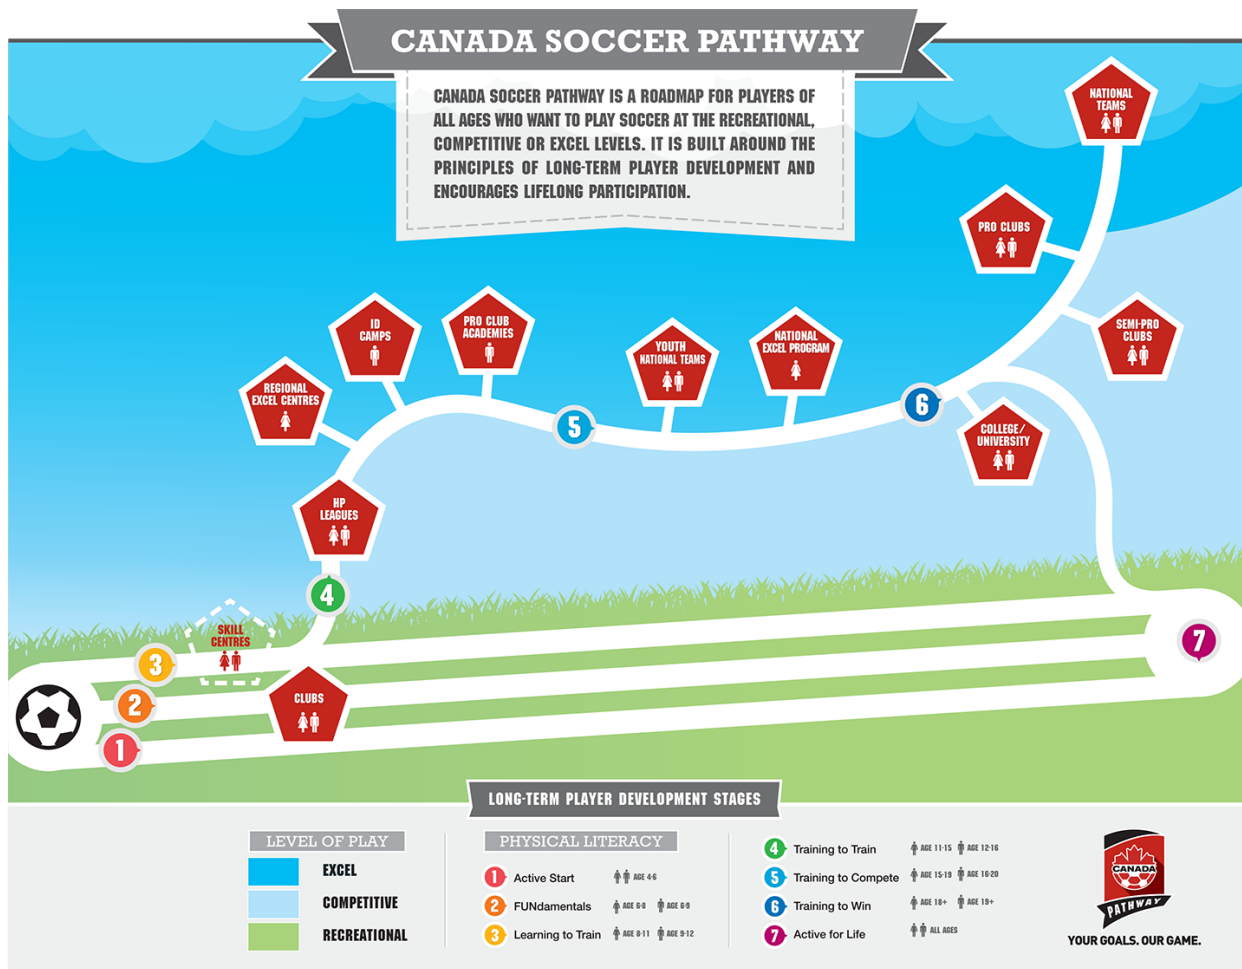 CANADA SOCCER PATHWAY
CANADA SOCCER PATHWAY IS A ROADMAP FOR PLAYERS OF
ALL AGES WHO WANT TO PLAY SOCCER AT THE RECREATIONAL,
COMPETITIVE OR EXCEL LEVELS. IT IS BUILT AROUND THE
PRINCIPLES OF LONG-TERM PLAYER DEVELOPMENT AND
ENCOURAGES LIFELONG PARTICIPATION.
NATIONAL
TEAMS
PRO CLUBS
SEMI-PRO
CLUBS
ID
CAMPS
PRO CLUB
ACADEMIES
YOUTH
NATIONAL TEAMS
NATIONAL
EXCEL PROGRAM
REGIONAL
EXCEL CENTRES
5
6
COLLEGE/
UNIVERSITY
HP
LEAGUES
4
SKILL
CENTRES
3
2
1
CLUBS
7
LONG-TERM PLAYER DEVELOPMENT STAGES
LEVEL OF PLAY
EXCEL
COMPETITIVE
RECREATIONAL
PHYSICAL LITERACY
1 Active Start AGE 4-6
2 FUNdamentals AGE 6-8 AGE 6-9
3 Learning to Train AGE 8-11 AGE 9-12
4 Training to Train AGE 11-15 AGE 12-16
5 Training to Compete AGE 15-19 AGE 16-20
6 Training to Win AGE 18+ AGE 19+
7 Active for Life ALL AGES
CANADA
PATHWAY
YOUR GOALS. OUR GAME.